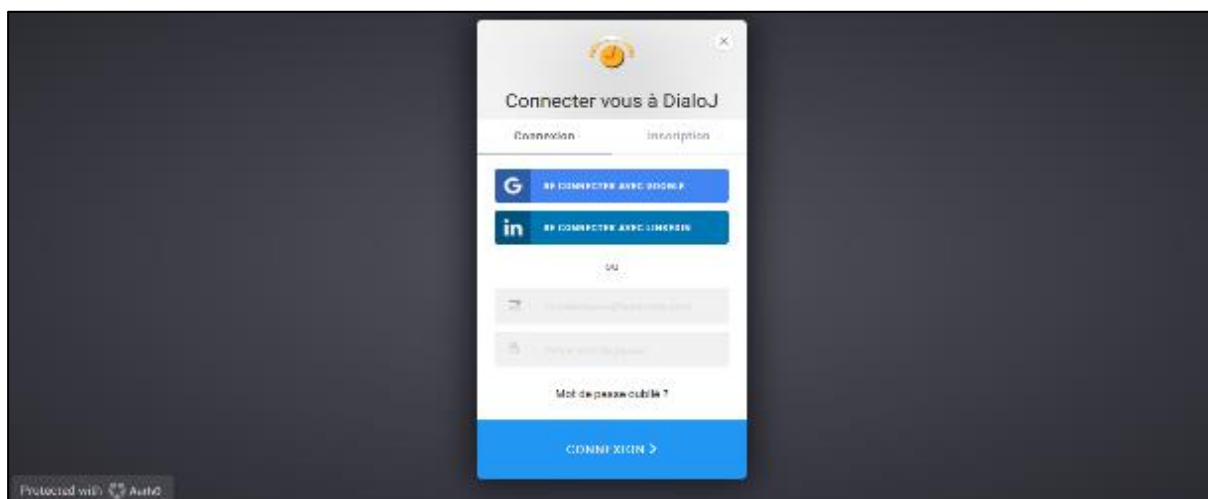 Connecter vous à DialoJ
Connexion Inscription
SE CONNECTER AVEC GOOGLE
in SE CONNECTER AVEC LINKEDIN
ou
Mot de passe oublié ?
CONNEXION
Protected with Auth0